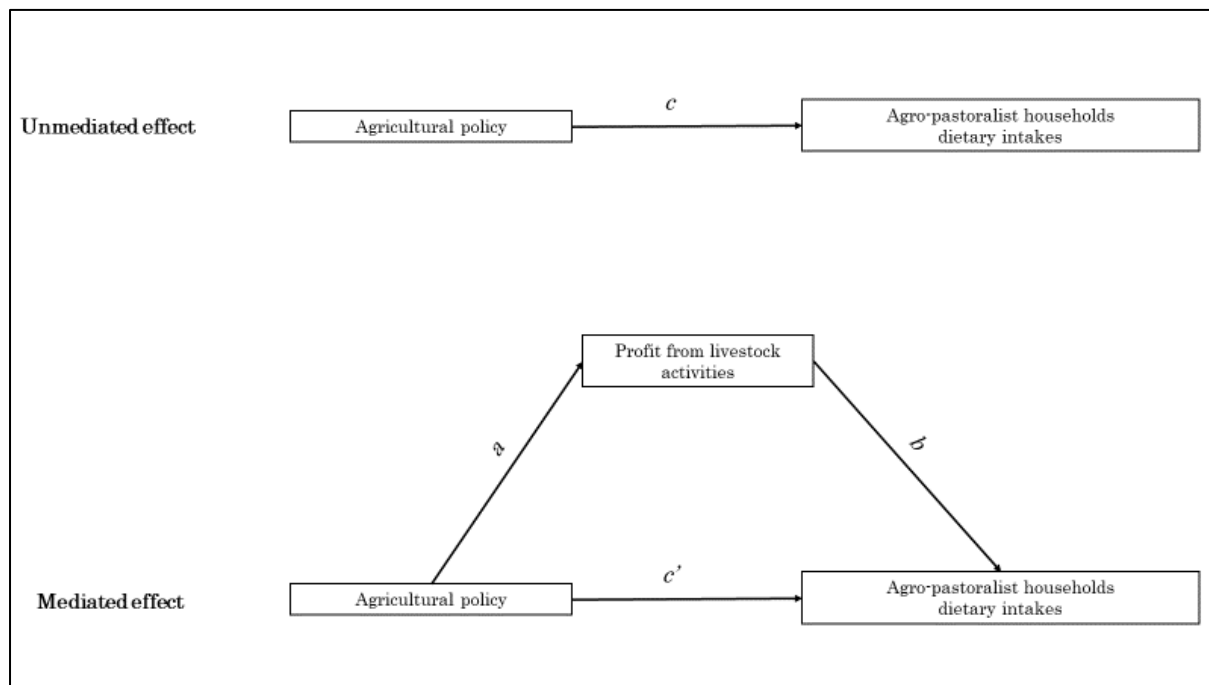 c
Unmediated effect
Agricultural policy
Agro-pastoralist households
dietary intakes
Profit from livestock
activities
a
b
c’
Mediated effect
Agricultural policy
Agro-pastoralist households
dietary intakes